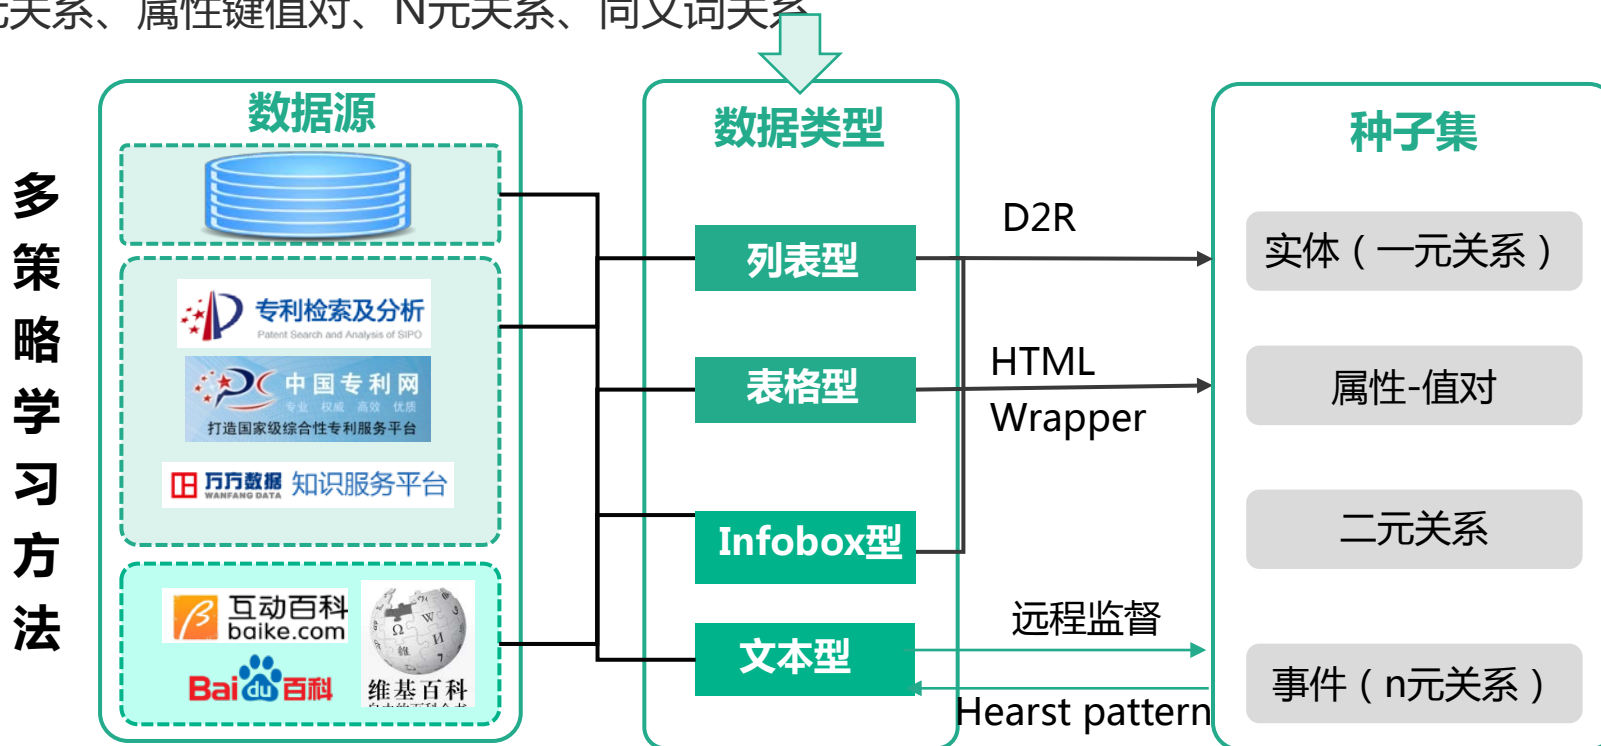 元关系、属性键值对、N元关系、同义词关系
多策略学习方法
数据源
专利检索及分析
Patent Search and Analysis of SIPO
中国专利网
专业 权威 高效 优质
打造国家级综合性专利服务平台
万方数据 知识服务平台
WANFANG DATA
互动百科
baike.com
Bai du 百科
维基百科
数据类型
列表型
表格型
Infobox型
文本型
D2R
HTML
Wrapper
远程监督
Hearst pattern
种子集
实体（一元关系）
属性-值对
二元关系
事件（n元关系）